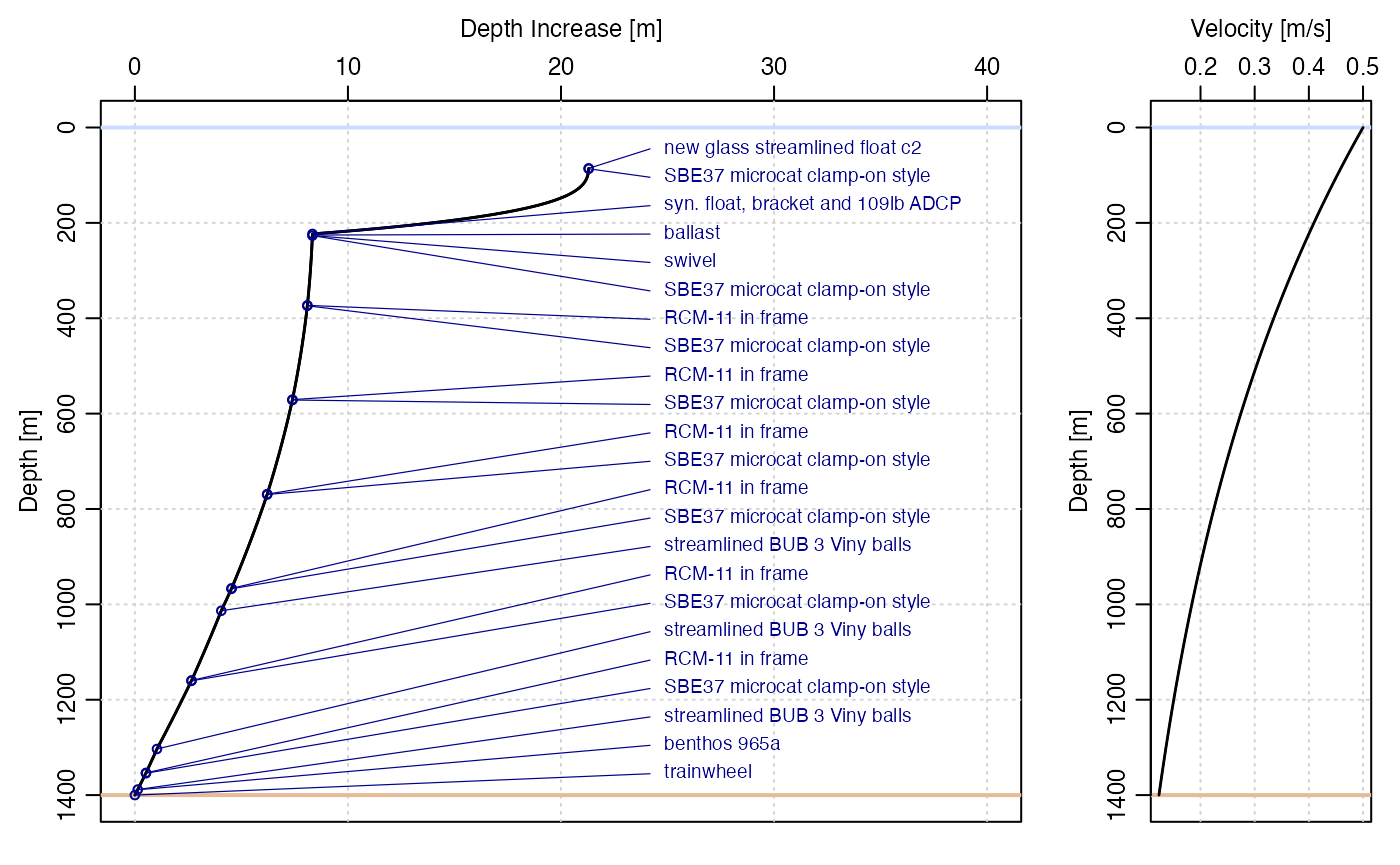 Depth Increase [m]
0 10 20 30 40
Depth [m]
0
200
400
600
800
1000
1200
1400
new glass streamlined float c2
SBE37 microcat clamp-on style
syn. float, bracket and 109lb ADCP
ballast
swivel
SBE37 microcat clamp-on style
RCM-11 in frame
SBE37 microcat clamp-on style
RCM-11 in frame
SBE37 microcat clamp-on style
RCM-11 in frame
SBE37 microcat clamp-on style
RCM-11 in frame
SBE37 microcat clamp-on style
streamlined BUB 3 Viny balls
RCM-11 in frame
SBE37 microcat clamp-on style
streamlined BUB 3 Viny balls
RCM-11 in frame
SBE37 microcat clamp-on style
streamlined BUB 3 Viny balls
benthos 965a
trainwheel
Velocity [m/s]
0.2 0.3 0.4 0.5
Depth [m]
0
200
400
600
800
1000
1200
1400